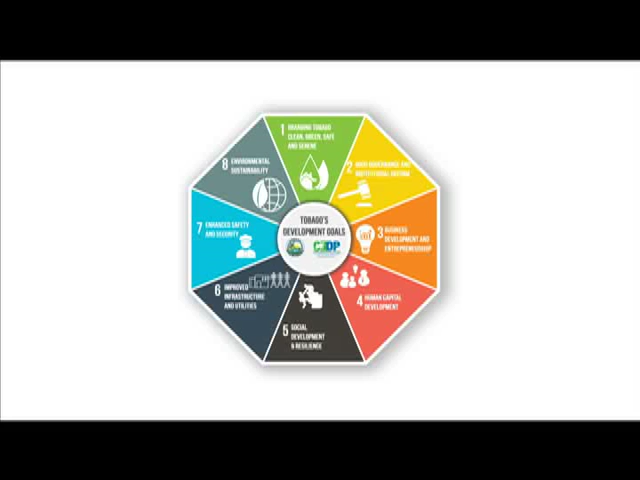 TOBAGO'S
DEVELOPMENT GOALS
1
BRANDING TOBAGO
CLEAN, GREEN, SAFE
AND SERENE
2
GOOD GOVERNANCE AND
INSTITUTIONAL REFORM
3
BUSINESS
DEVELOPMENT AND
ENTREPRENEURSHIP
4
HUMAN CAPITAL
DEVELOPMENT
5
SOCIAL
DEVELOPMENT
& RESILIENCE
6
IMPROVED
INFRASTRUCTURE
AND UTILITIES
7
ENHANCED SAFETY
AND SECURITY
8
ENVIRONMENTAL
SUSTAINABILITY